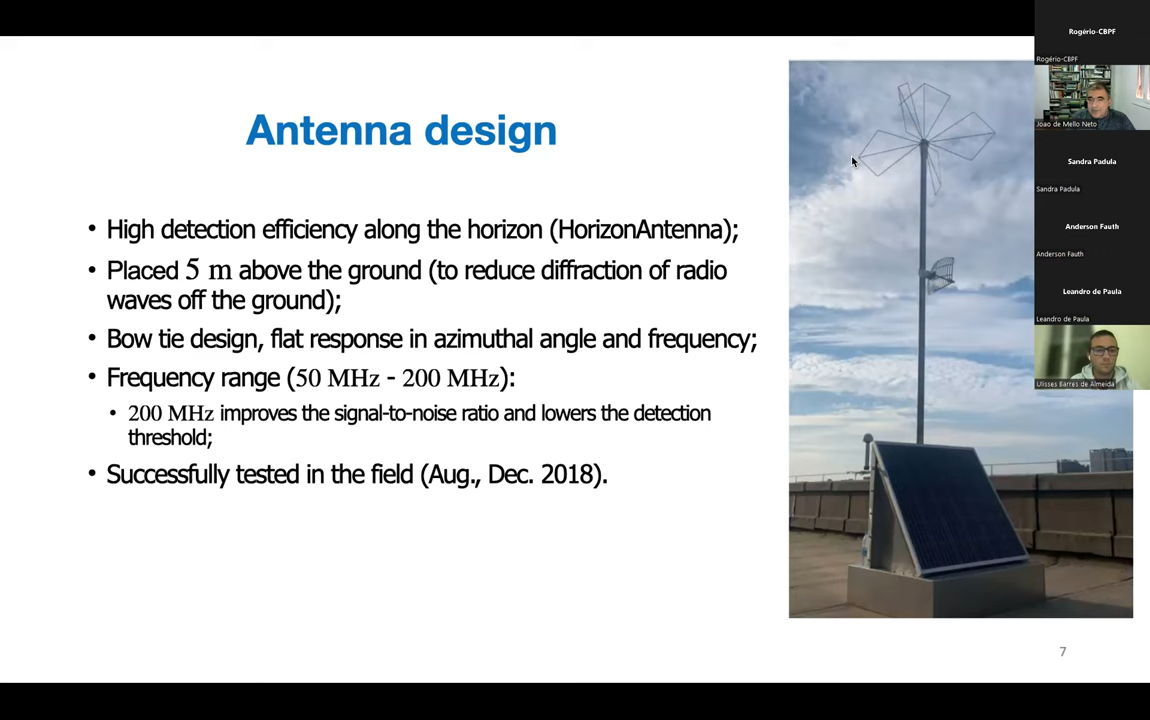 Antenna design
• High detection efficiency along the horizon (HorizonAntenna);
• Placed 5 m above the ground (to reduce diffraction of radio
waves off the ground);
• Bow tie design, flat response in azimuthal angle and frequency;
• Frequency range (50 MHz - 200 MHz):
• 200 MHz improves the signal-to-noise ratio and lowers the detection
threshold;
• Successfully tested in the field (Aug., Dec. 2018).
7
Rogério-CBPF
Rogério-CBPF
Joao de Mello Neto
Sandra Padula
Sandra Padula
Anderson Fauth
Anderson Fauth
Leandro de Paula
Leandro de Paula
Ulisses Barres de Almeida